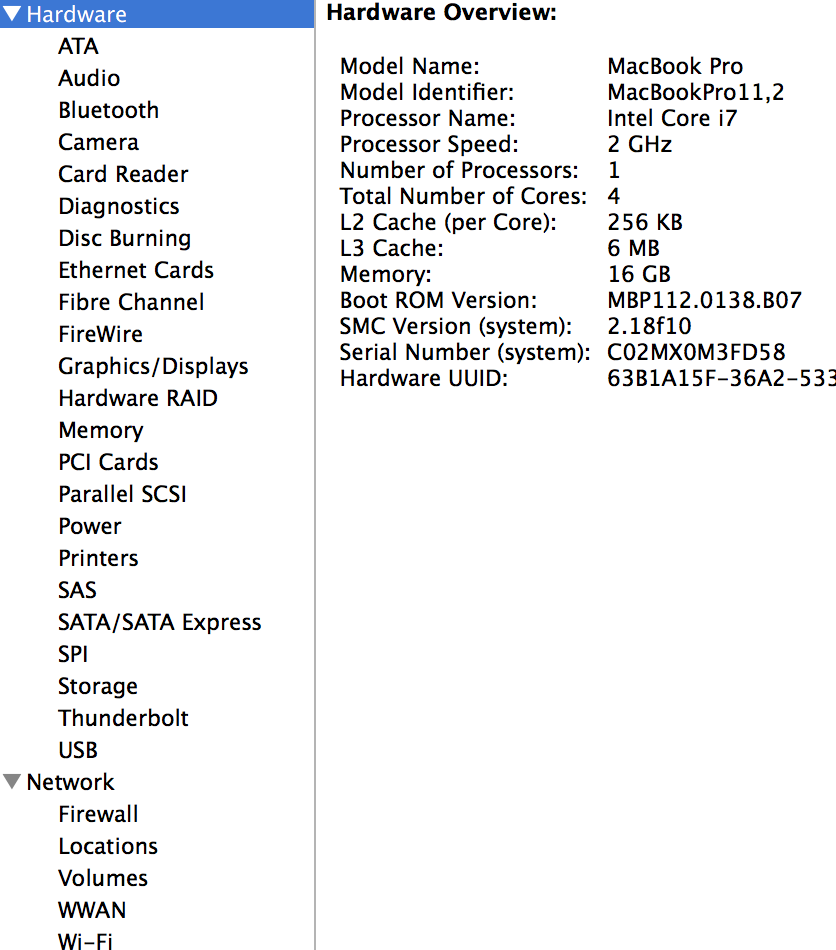 Hardware
ATA
Audio
Bluetooth
Camera
Card Reader
Diagnostics
Disc Burning
Ethernet Cards
Fibre Channel
FireWire
Graphics/Displays
Hardware RAID
Memory
PCI Cards
Parallel SCSI
Power
Printers
SAS
SATA/SATA Express
SPI
Storage
Thunderbolt
USB
Network
Firewall
Locations
Volumes
WWAN
Wi-Fi
Hardware Overview:
Model Name: MacBook Pro
Model Identifier: MacBookPro11,2
Processor Name: Intel Core i7
Processor Speed: 2 GHz
Number of Processors: 1
Total Number of Cores: 4
L2 Cache (per Core): 256 KB
L3 Cache: 6 MB
Memory: 16 GB
Boot ROM Version: MBP112.0138.B07
SMC Version (system): 2.18f10
Serial Number (system): C02MX0M3FD58
Hardware UUID: 63B1A15F-36A2-533